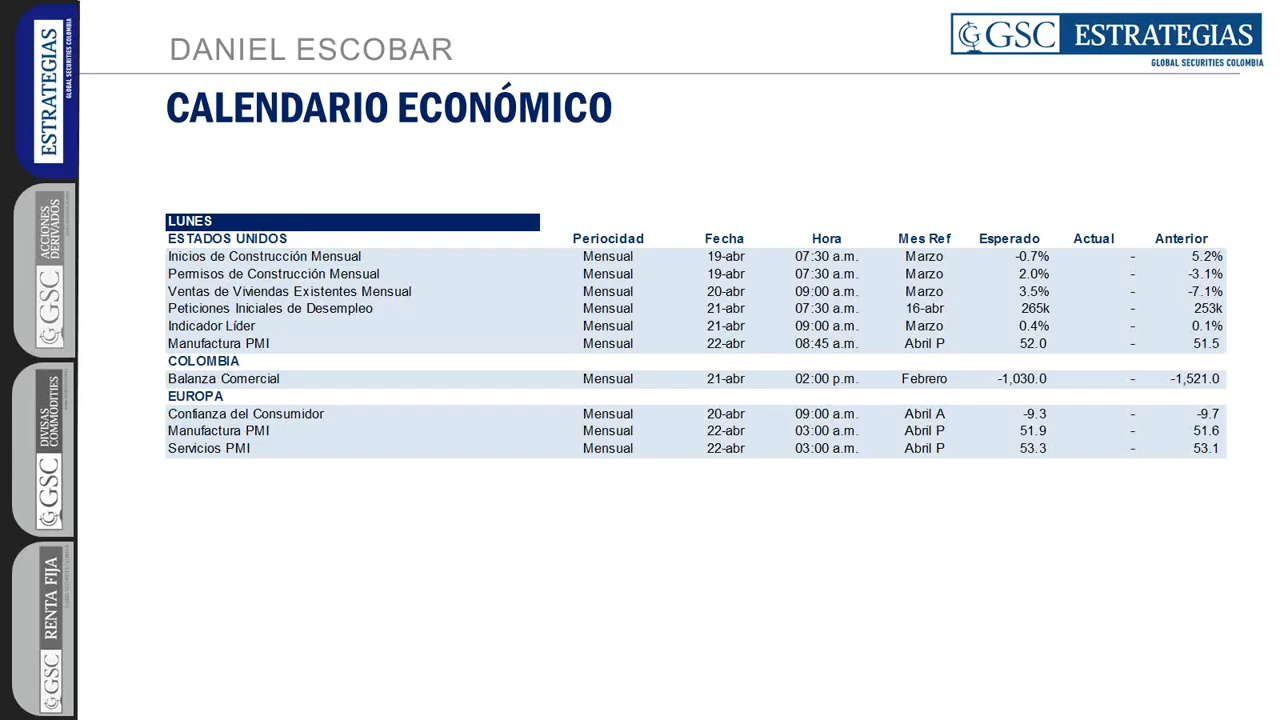 DANIEL ESCOBAR
GSC ESTRATEGIAS
GLOBAL SECURITIES COLOMBIA
CALENDARIO ECONÓMICO
LUNES
ESTADOS UNIDOS Periocidad Fecha Hora Mes Ref Esperado Actual Anterior
Inicios de Construcción Mensual Mensual 19-abr 07:30 a.m. Marzo -0.7% - 5.2%
Permisos de Construcción Mensual Mensual 19-abr 07:30 a.m. Marzo 2.0% - -3.1%
Ventas de Viviendas Existentes Mensual Mensual 20-abr 09:00 a.m. Marzo 3.5% - -7.1%
Peticiones Iniciales de Desempleo Mensual 21-abr 07:30 a.m. 16-abr 265k - 253k
Indicador Líder Mensual 21-abr 09:00 a.m. Marzo 0.4% - 0.1%
Manufactura PMI Mensual 22-abr 08:45 a.m. Abril P 52.0 - 51.5
COLOMBIA
Balanza Comercial Mensual 21-abr 02:00 p.m. Febrero -1,030.0 - -1,521.0
EUROPA
Confianza del Consumidor Mensual 20-abr 09:00 a.m. Abril A -9.3 - -9.7
Manufactura PMI Mensual 22-abr 03:00 a.m. Abril P 51.9 - 51.6
Servicios PMI Mensual 22-abr 03:00 a.m. Abril P 53.3 - 53.1
ESTRATEGIAS
GLOBAL SECURITIES COLOMBIA
GSC ACCIONES
DERIVADOS
GSC DIVISAS
COMMODITIES
GSC RENTA FIJA